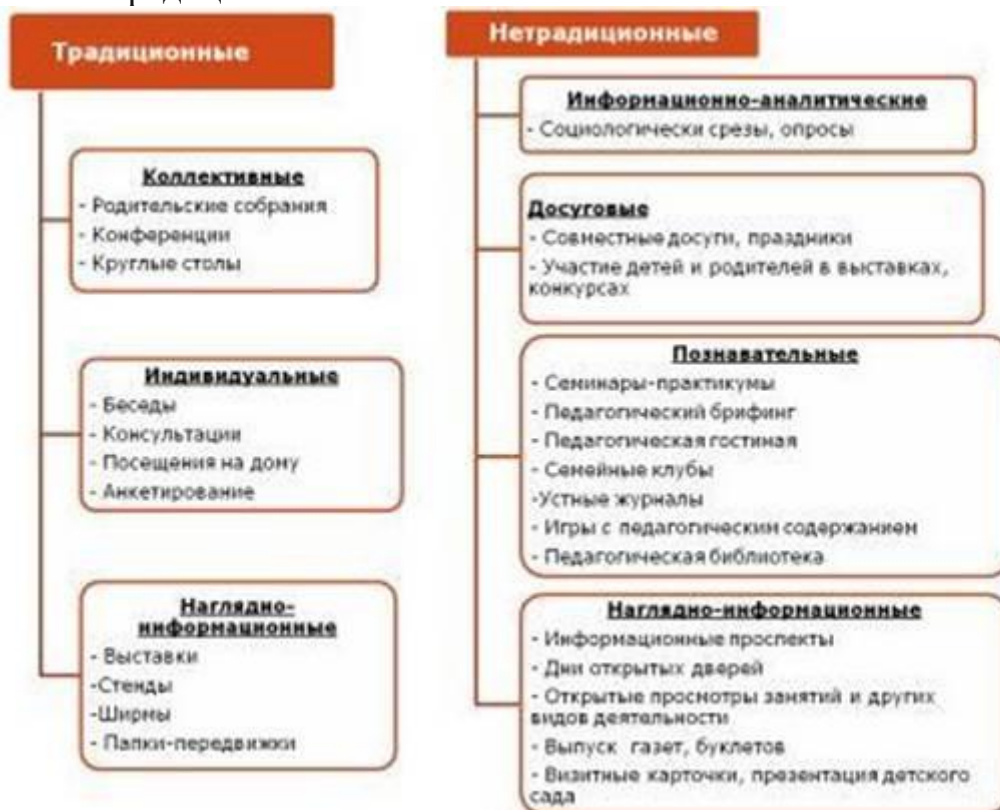 Традиционные
Коллективные
- Родительские собрания
- Конференции
- Круглые столы
Индивидуальные
- Беседы
- Консультации
- Посещения на дому
- Анкетирование
Наглядно-
информационные
- Выставки
-Стенды
-Ширмы
- Папки-передвижки
Нетрадиционные
Информационно-аналитические
- Социологически срезы, опросы
Досуговые
- Совместные досуги, праздники
- Участие детей и родителей в выставках,
конкурсах
Познавательные
- Семинары-практикумы
- Педагогический брифинг
- Педагогическая гостиная
- Семейные клубы
-Устные журналы
- Игры с педагогическим содержанием
- Педагогическая библиотека
Наглядно-информационные
- Информационные проспекты
- Дни открытых дверей
- Открытые просмотры занятий и других
видов деятельности
- Выпуск газет, буклетов
- Визитные карточки, презентация детского
сада